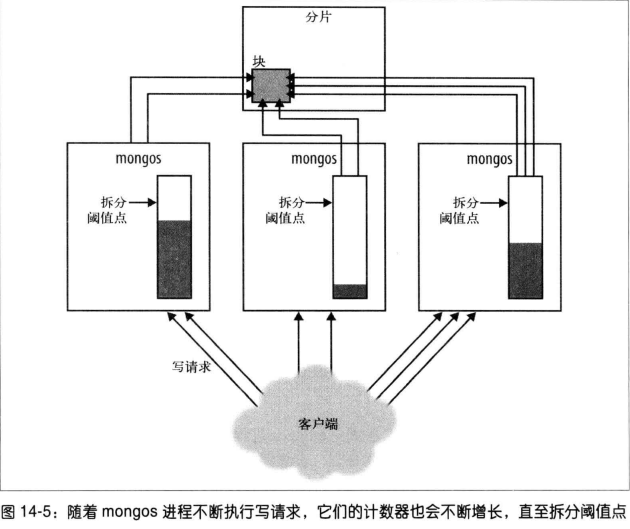 分片
块
mongos
mongos
mongos
拆分
阈值点
拆分
阈值点
拆分
阈值点
写请求
客户端
图 14-5：随着 mongos 进程不断执行写请求，它们的计数器也会不断增长，直至拆分阈值点